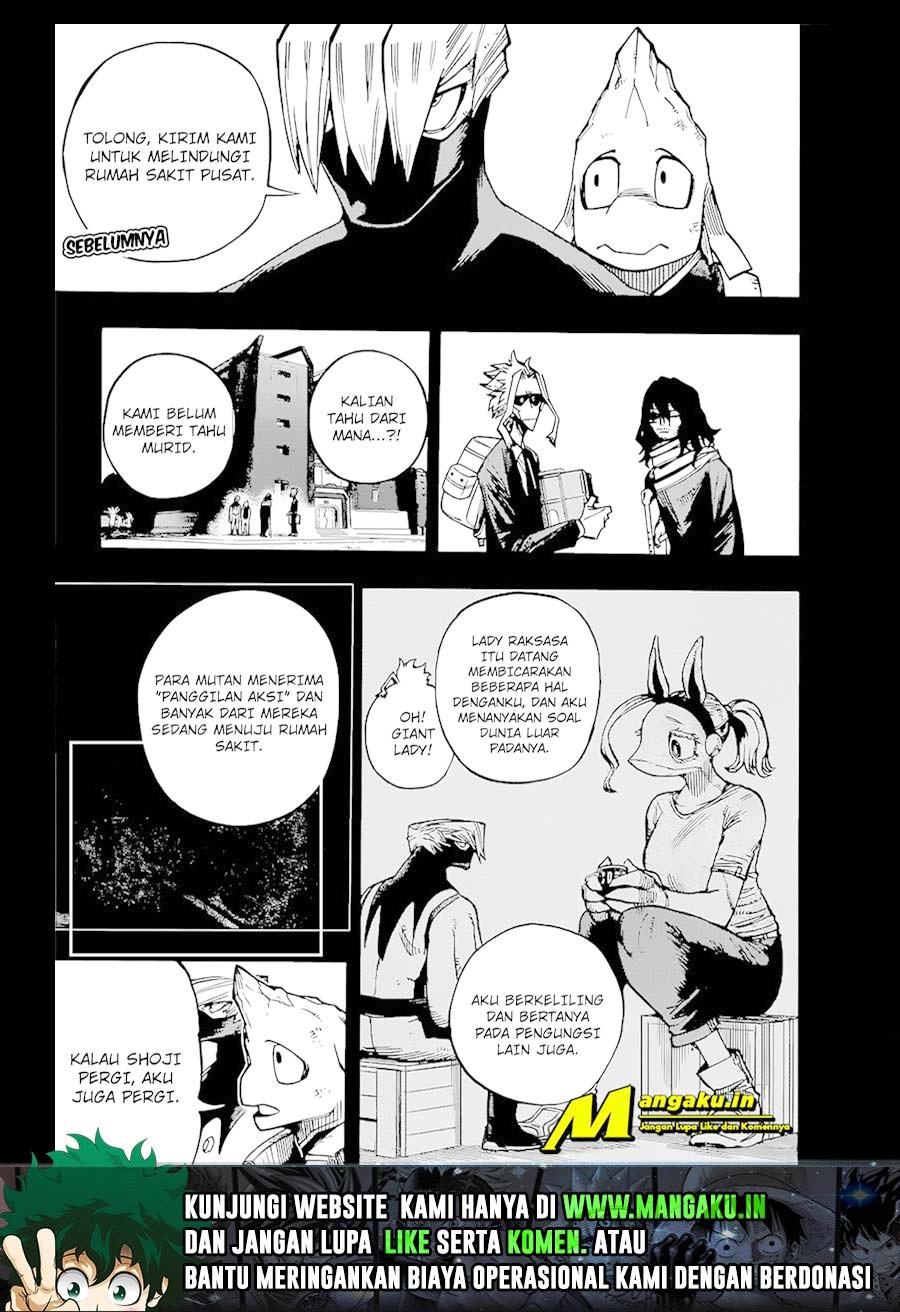 TOLONG, KIRIM KAMI
UNTUK MELINDUNGI
RUMAH SAKIT PUSAT.
SEBELUMNYA
KALIAN
TAHU DARI
MANA...?!
KAMI BELUM
MEMBERI TAHU
MURID.
LADY RAKSASA
ITU DATANG
MEMBICARAKAN
BEBERAPA HAL
DENGANKU, DAN AKU
MENANYAKAN SOAL
DUNIA LUAR
PADANYA.
OH!
GIANT
LADY!
PARA MUTAN MENERIMA
"PANGGILAN AKSI" DAN
BANYAK DARI MEREKA
SEDANG MENUJU RUMAH
SAKIT.
AKU BERKELILING
DAN BERTANYA
PADA PENGUNGSI
LAIN JUGA.
KALAU SHOJI
PERGI, AKU
JUGA PERGI.
Mangaku.in
Jangan Lupa Like dan Komennya
KUNJUNGI WEBSITE KAMI HANYA DI WWW.MANGAKU.IN
DAN JANGAN LUPA LIKE SERTA KOMEN. ATAU
BANTU MERINGANKAN BIAYA OPERASIONAL KAMI DENGAN BERDONASI